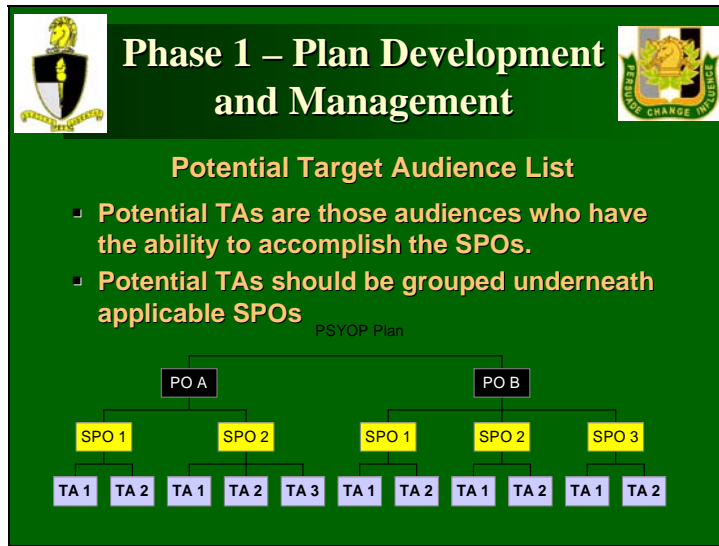 Phase 1 – Plan Development
and Management
PERSUADE CHANGE INFLUENCE
Potential Target Audience List
▪ Potential TAs are those audiences who have
the ability to accomplish the SPOs.
▪ Potential TAs should be grouped underneath
applicable SPOs
PSYOP Plan
PO A PO B
SPO 1 SPO 2 SPO 1 SPO 2 SPO 3
TA 1 TA 2 TA 1 TA 2 TA 3 TA 1 TA 2 TA 1 TA 2 TA 1 TA 2